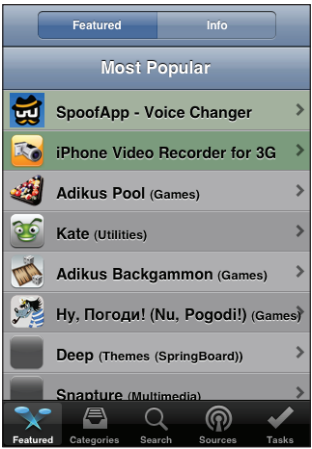 Featured Info
Most Popular
SpoofApp - Voice Changer
iPhone Video Recorder for 3G
Adikus Pool (Games)
Kate (Utilities)
Adikus Backgammon (Games)
Ну, Погоди! (Nu, Pogodi!) (Games)
Deep (Themes (SpringBoard))
Snapture (Multimedia)
Featured Categories Search Sources Tasks